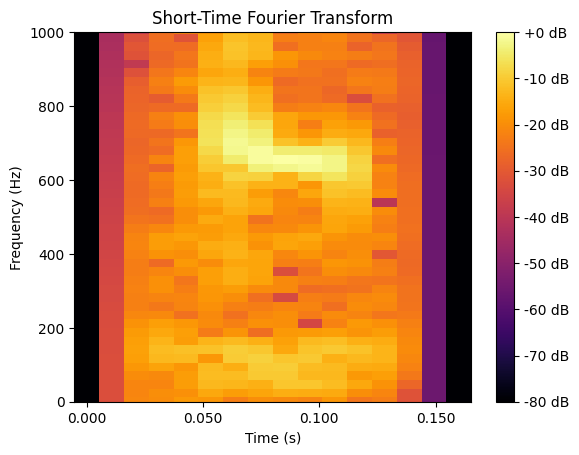 Short-Time Fourier Transform
1000
800
600
400
200
0
Frequency (Hz)
0.000
0.050
0.100
0.150
Time (s)
+0 dB
-10 dB
-20 dB
-30 dB
-40 dB
-50 dB
-60 dB
-70 dB
-80 dB